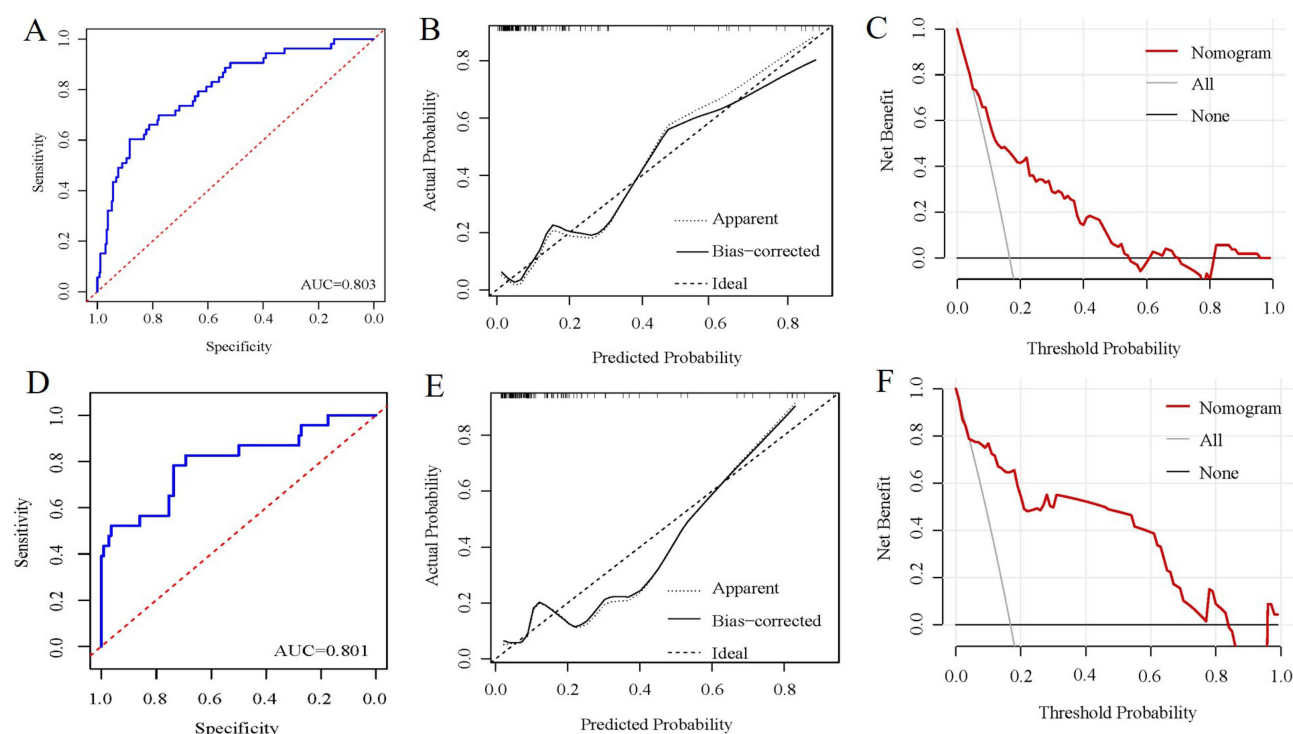 A
1.0
0.8
0.6
0.4
0.2
0.0
Sensitivity
AUC=0.803
1.0
0.8
0.6
0.4
0.2
0.0
Specificity
B
0.8
0.6
0.4
0.2
0.0
Actual Probability
Apparent
Bias-corrected
Ideal
0.0
0.2
0.4
0.6
0.8
Predicted Probability
C
1.0
0.8
0.6
0.4
0.2
0.0
Net Benefit
Nomogram
All
None
0.0
0.2
0.4
0.6
0.8
1.0
Threshold Probability
D
1.0
0.8
0.6
0.4
0.2
0.0
Sensitivity
AUC=0.801
1.0
0.8
0.6
0.4
0.2
0.0
Specificity
E
0.8
0.6
0.4
0.2
0.0
Actual Probability
Apparent
Bias-corrected
Ideal
0.0
0.2
0.4
0.6
0.8
Predicted Probability
F
1.0
0.8
0.6
0.4
0.2
0.0
Net Benefit
Nomogram
All
None
0.0
0.2
0.4
0.6
0.8
1.0
Threshold Probability